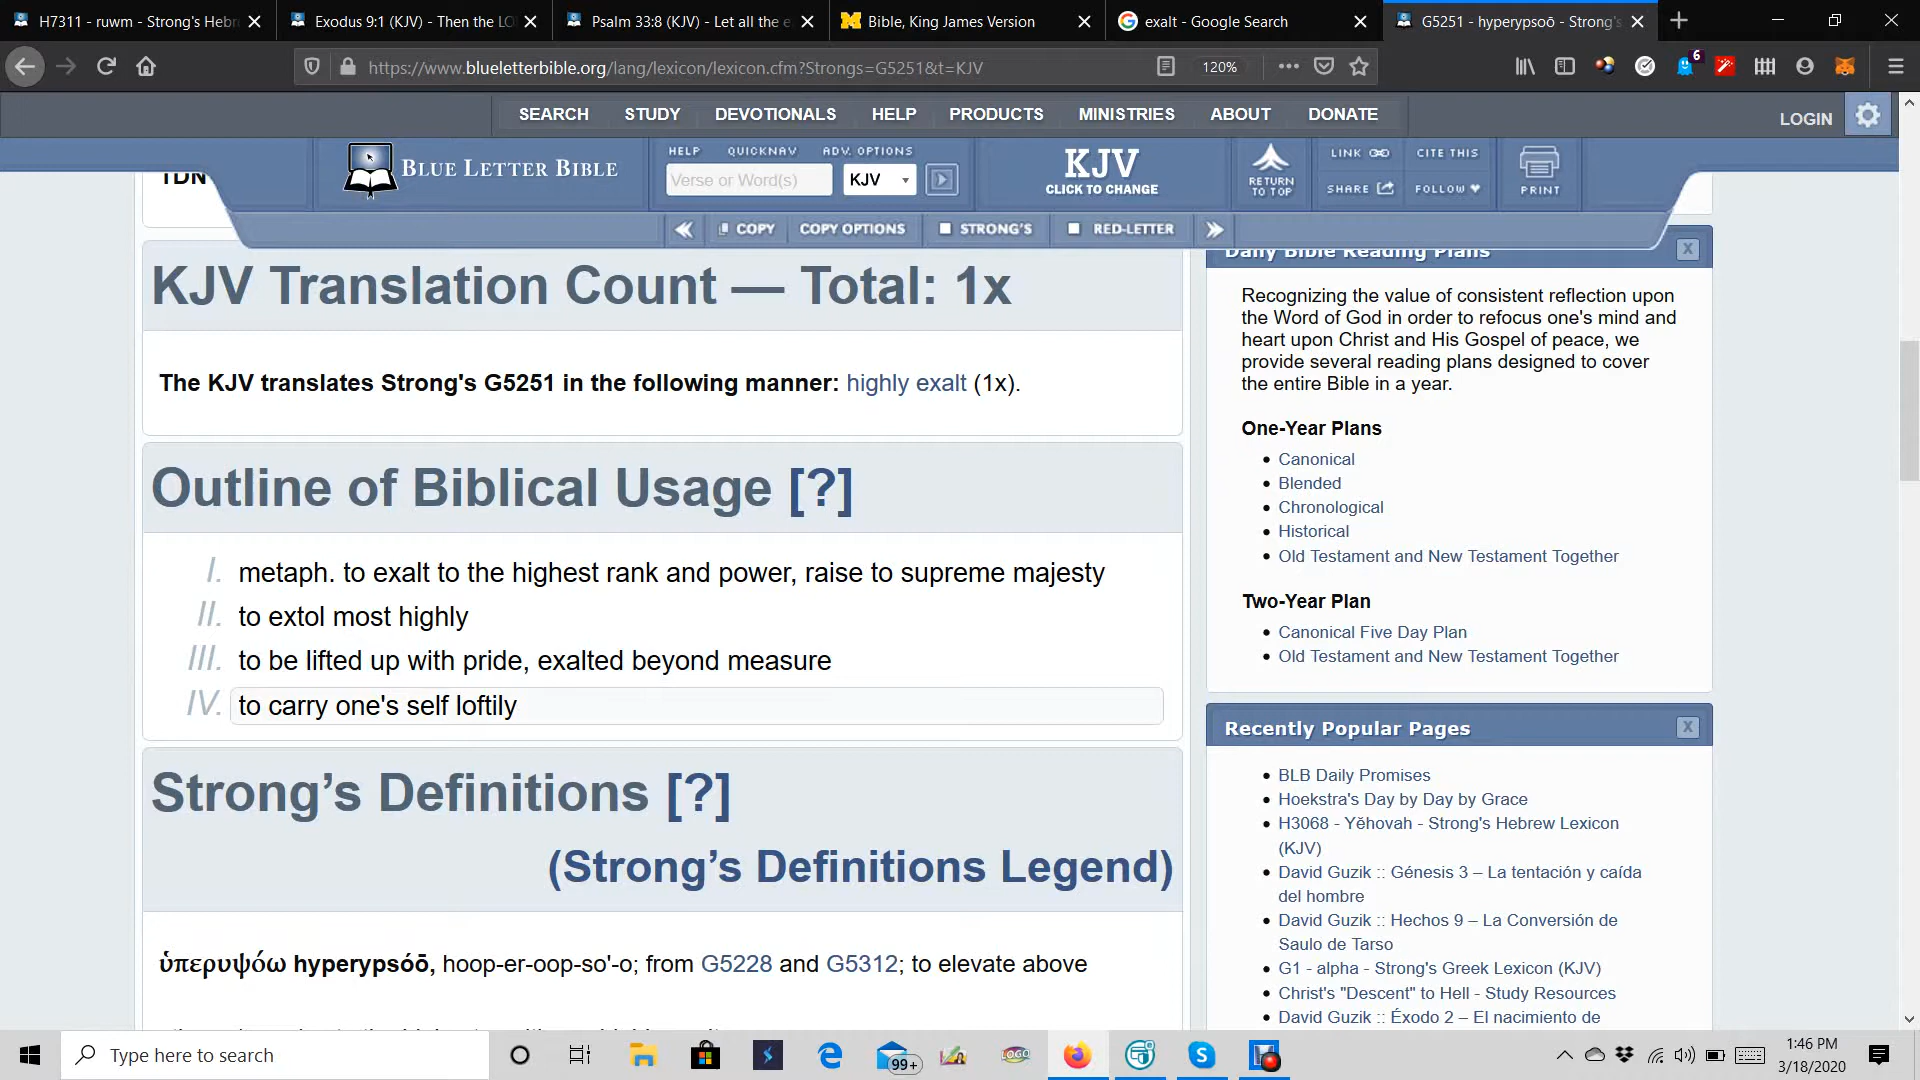 H7311 - ruwm - Strong's Hebr
Exodus 9:1 (KJV) - Then the LO
Psalm 33:8 (KJV) - Let all the e
Bible, King James Version
exalt - Google Search
G5251 - hyperypsoō - Strong's
https://www.blueletterbible.org/lang/lexicon/lexicon.cfm?Strongs=G5251&t=KJV
120%
6
SEARCH STUDY DEVOTIONALS HELP PRODUCTS MINISTRIES ABOUT DONATE
LOGIN
BLUE LETTER BIBLE
HELP QUICKNAV ADV. OPTIONS
Verse or Word(s)
KJV
KJV
CLICK TO CHANGE
RETURN
TO TOP
LINK CITE THIS
SHARE FOLLOW
PRINT
COPY COPY OPTIONS STRONG'S RED-LETTER
TDN
KJV Translation Count — Total: 1x
The KJV translates Strong's G5251 in the following manner: highly exalt (1x).
Outline of Biblical Usage [?]
I. metaph. to exalt to the highest rank and power, raise to supreme majesty
II. to extol most highly
III. to be lifted up with pride, exalted beyond measure
IV. to carry one's self loftily
Strong’s Definitions [?]
(Strong’s Definitions Legend)
ὑπερυψόω hyperypsóō, hoop-er-oop-so'-o; from G5228 and G5312; to elevate above
Daily Bible Reading Plans
X
Recognizing the value of consistent reflection upon
the Word of God in order to refocus one's mind and
heart upon Christ and His Gospel of peace, we
provide several reading plans designed to cover
the entire Bible in a year.
One-Year Plans
Canonical
Blended
Chronological
Historical
Old Testament and New Testament Together
Two-Year Plan
Canonical Five Day Plan
Old Testament and New Testament Together
Recently Popular Pages
X
BLB Daily Promises
Hoekstra's Day by Day by Grace
H3068 - Yĕhovah - Strong's Hebrew Lexicon
(KJV)
David Guzik :: Génesis 3 – La tentación y caída
del hombre
David Guzik :: Hechos 9 – La Conversión de
Saulo de Tarso
G1 - alpha - Strong's Greek Lexicon (KJV)
Christ's "Descent" to Hell - Study Resources
David Guzik :: Éxodo 2 – El nacimiento de
Type here to search
99+
LOGO
1:46 PM
3/18/2020